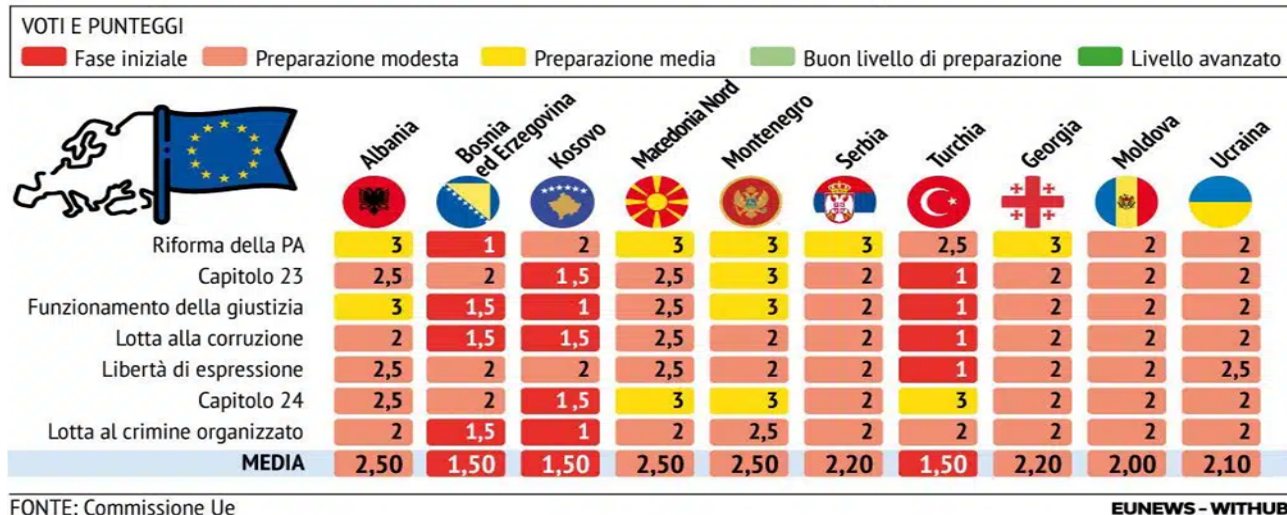 VOTI E PUNTEGGI
Fase iniziale Preparazione modesta Preparazione media Buon livello di preparazione Livello avanzato
Albania Bosnia ed Erzegovina Kosovo Macedonia Nord Montenegro Serbia Turchia Georgia Moldova Ucraina
Riforma della PA 3 1 2 3 3 3 2,5 3 2 2
Capitolo 23 2,5 2 1,5 2,5 3 2 1 2 2 2
Funzionamento della giustizia 3 1,5 1 2,5 3 2 1 2 2 2
Lotta alla corruzione 2 1,5 1,5 2,5 2 2 1 2 2 2
Libertà di espressione 2,5 2 2 2,5 2 2 1 2 2 2,5
Capitolo 24 2,5 2 1,5 3 3 2 3 2 2 2
Lotta al crimine organizzato 2 1,5 1 2 2,5 2 2 2 2 2
MEDIA 2,50 1,50 1,50 2,50 2,50 2,20 1,50 2,20 2,00 2,10
FONTE: Commissione Ue EUNEWS - WITHUB